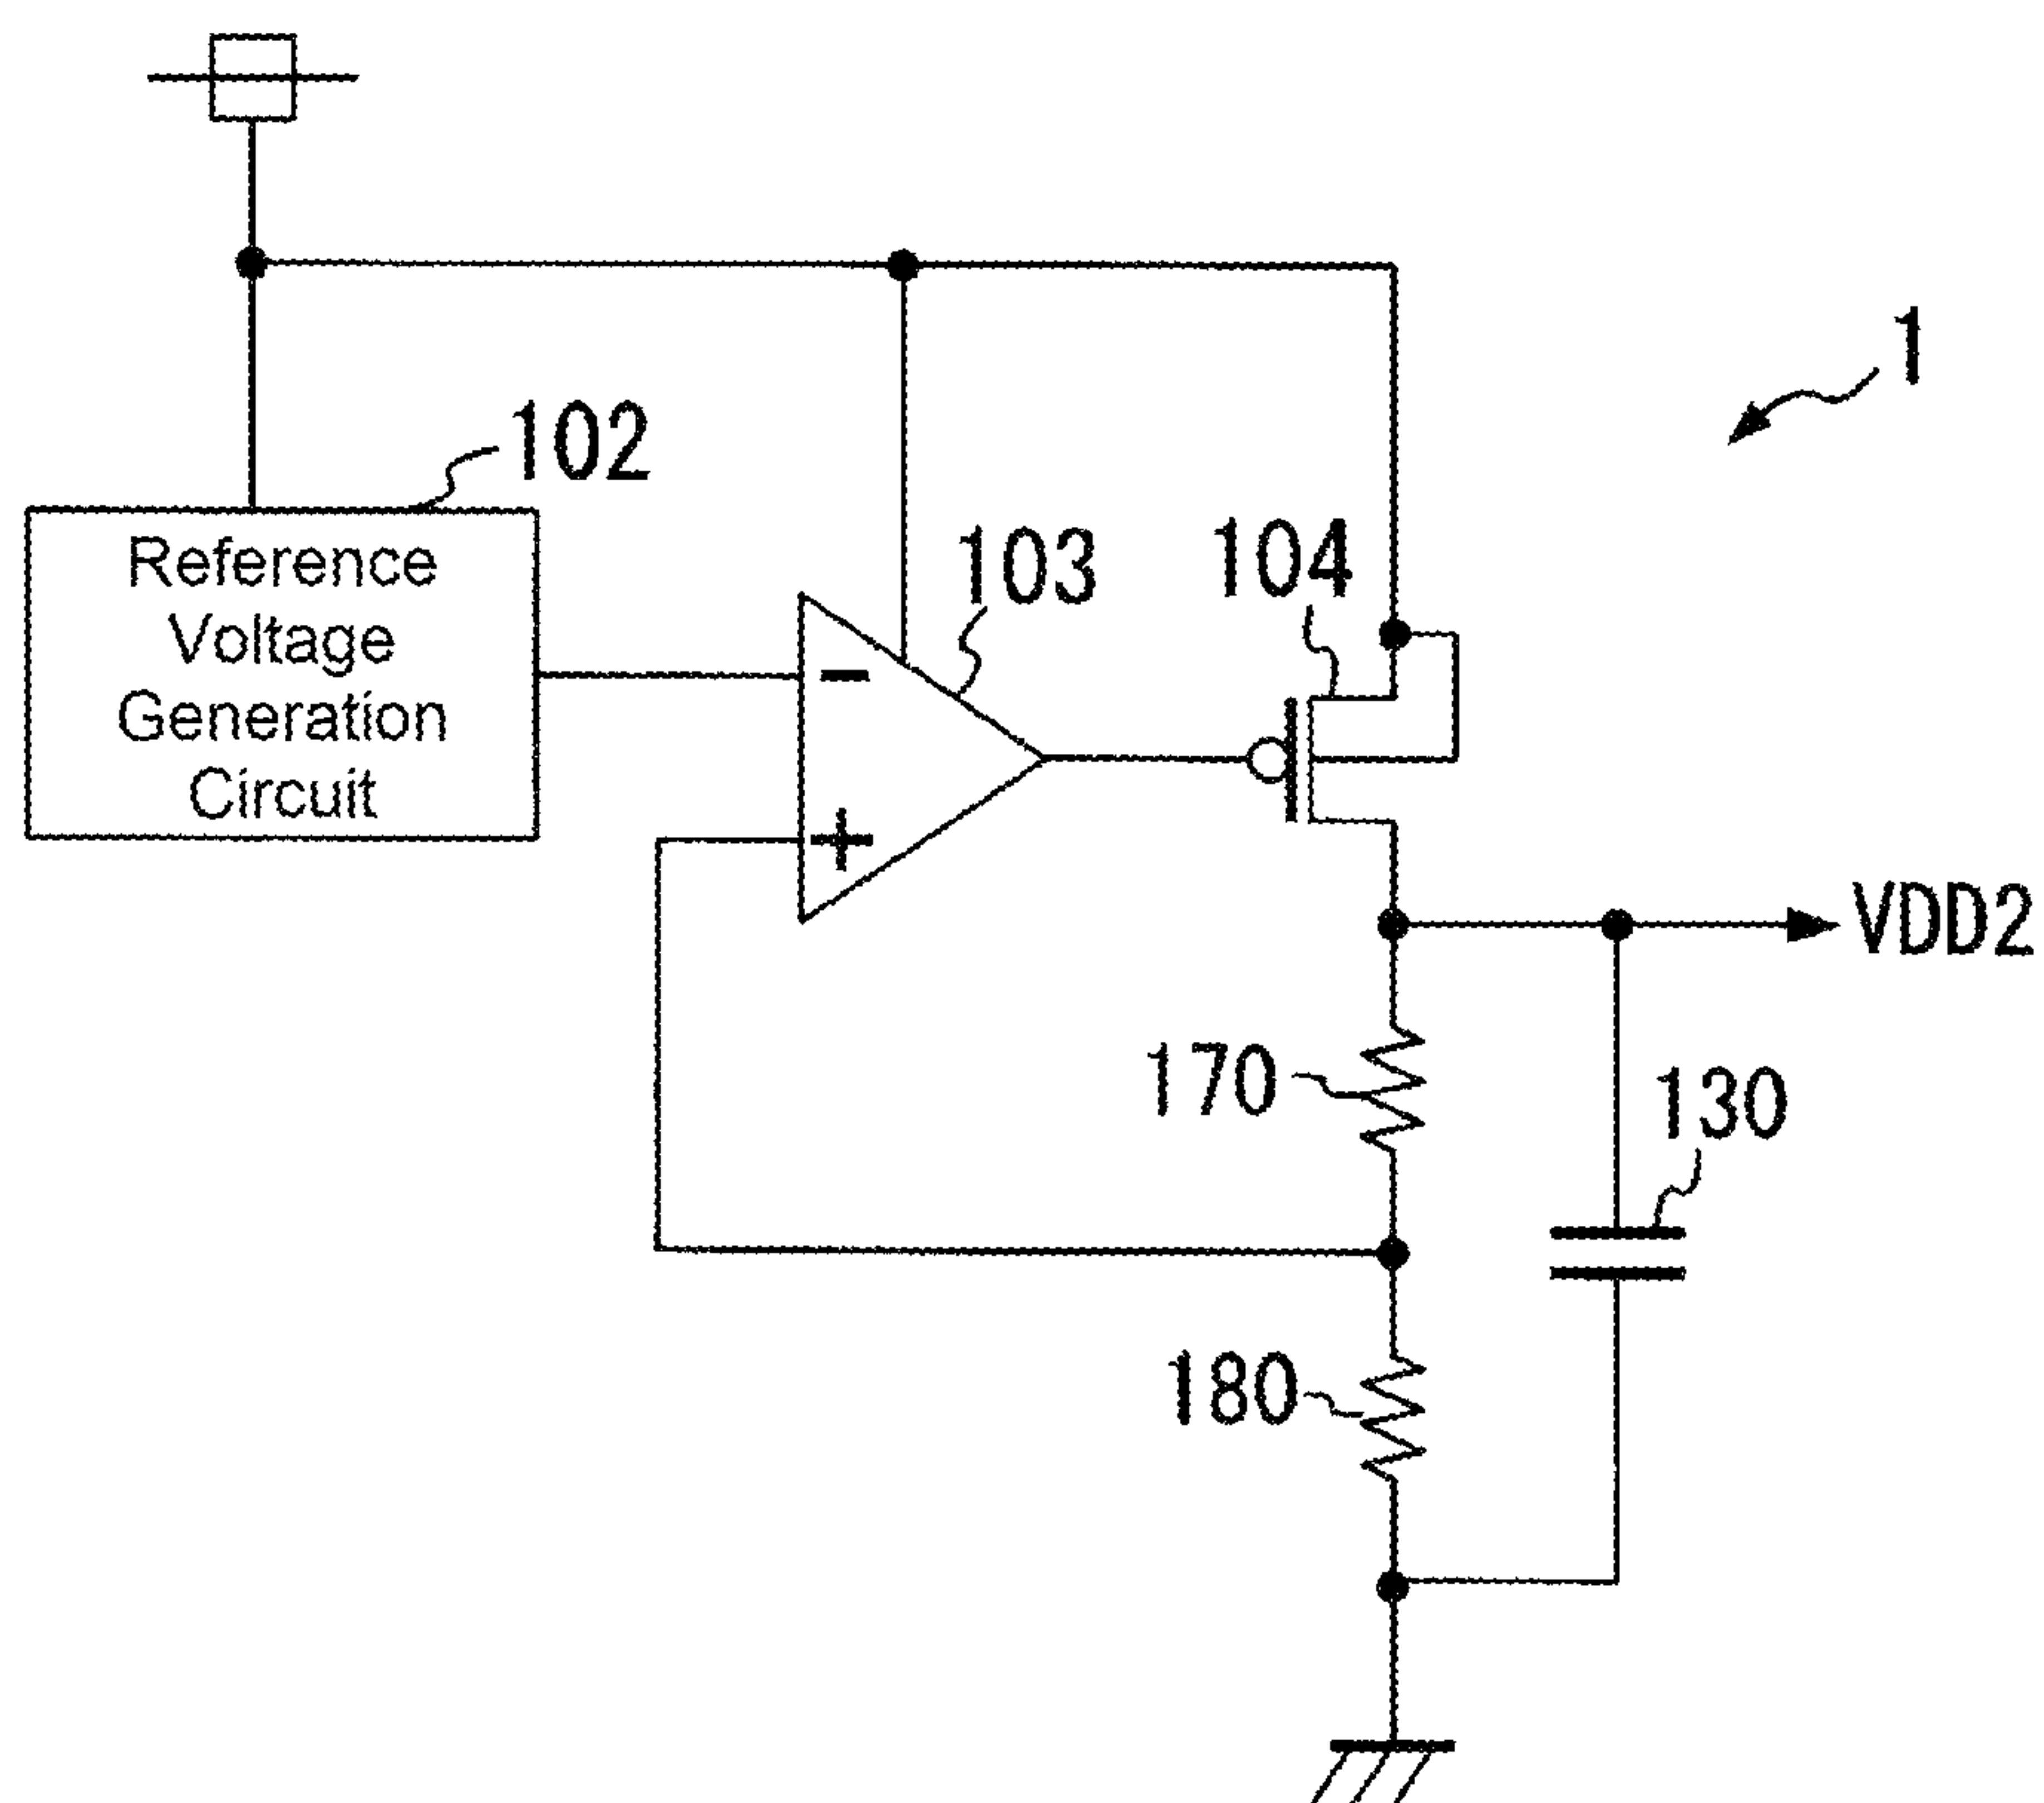 1
102
Reference
Voltage
Generation
Circuit
103
104
-
+
VDD2
170
130
180